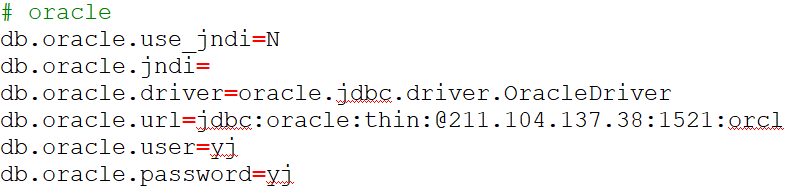 # oracle
db.oracle.use_jndi=N
db.oracle.jndi=
db.oracle.driver=oracle.jdbc.driver.OracleDriver
db.oracle.url=jdbc:oracle:thin:@211.104.137.38:1521:orcl
db.oracle.user=yj
db.oracle.password=yj